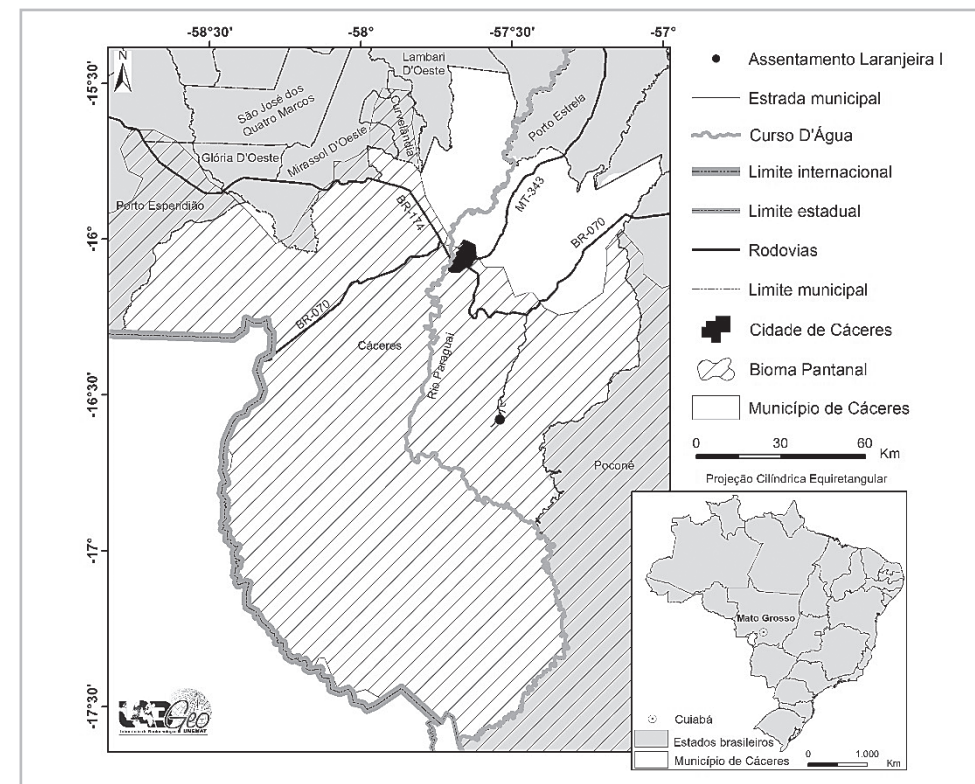 -58°30'
-58°
-57°30'
-57°
-15°30'
-16°
-16°30'
-17°
-17°30'
N
Lambari
D'Oeste
São José dos
Quatro Marcos
Curvelândia
Porto Estrela
Mirassol D'Oeste
Glória D'Oeste
Porto Espendião
BR-174
MT-343
BR-070
BR-070
Cáceres
Rio Paraguai
Poconé
LABGeo
UNEMAT
Assentamento Laranjeira I
Estrada municipal
Curso D'Água
Limite internacional
Limite estadual
Rodovias
Limite municipal
Cidade de Cáceres
Bioma Pantanal
Município de Cáceres
0 30 60
Km
Projeção Cilíndrica Equiretangular
Mato Grosso
Cuiabá
Estados brasileiros
Município de Cáceres
0 1.000
Km